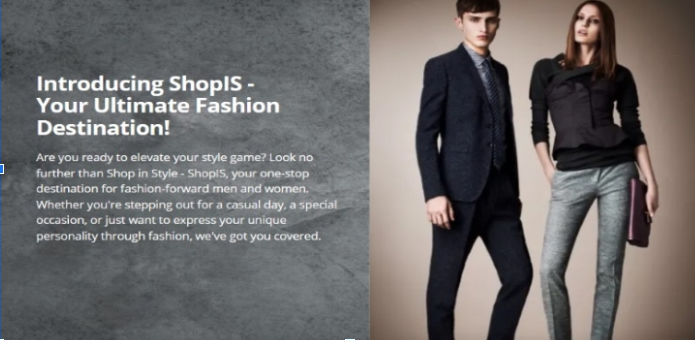 Introducing ShopIS -
Your Ultimate Fashion
Destination!
Are you ready to elevate your style game? Look no
further than Shop in Style - ShopIS, your one-stop
destination for fashion-forward men and women.
Whether you're stepping out for a casual day, a special
occasion, or just want to express your unique
personality through fashion, we've got you covered.